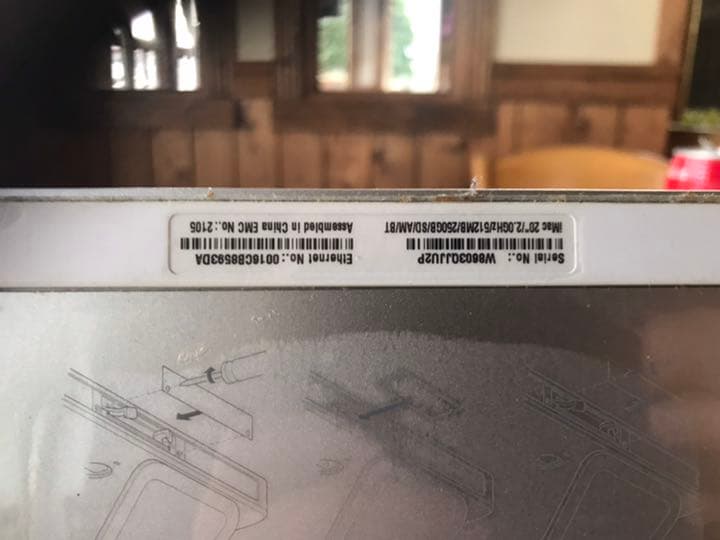 Serial No.: W8603QJJU2P
iMac 20"/2.0GHz/512MB/250GB/SD/AM/BT
Ethernet No.: 0016CB8593DA
Assembled in China EMC No.: 2105